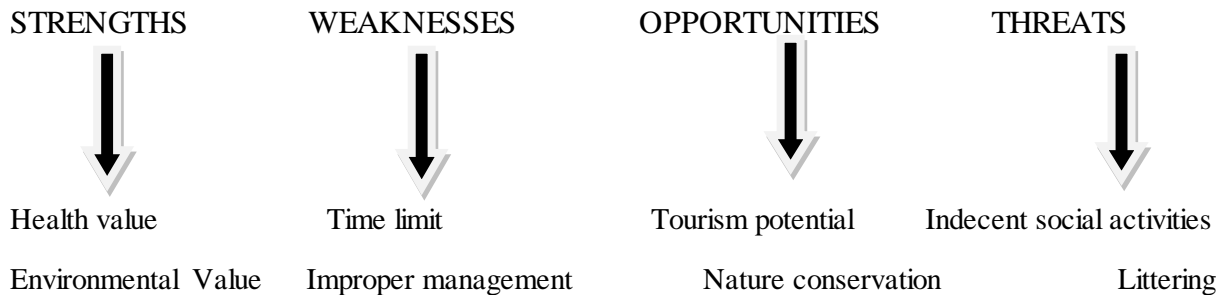 STRENGTHS WEAKNESSES OPPORTUNITIES THREATS
Health value Time limit Tourism potential Indecent social activities
Environmental Value Improper management Nature conservation Littering